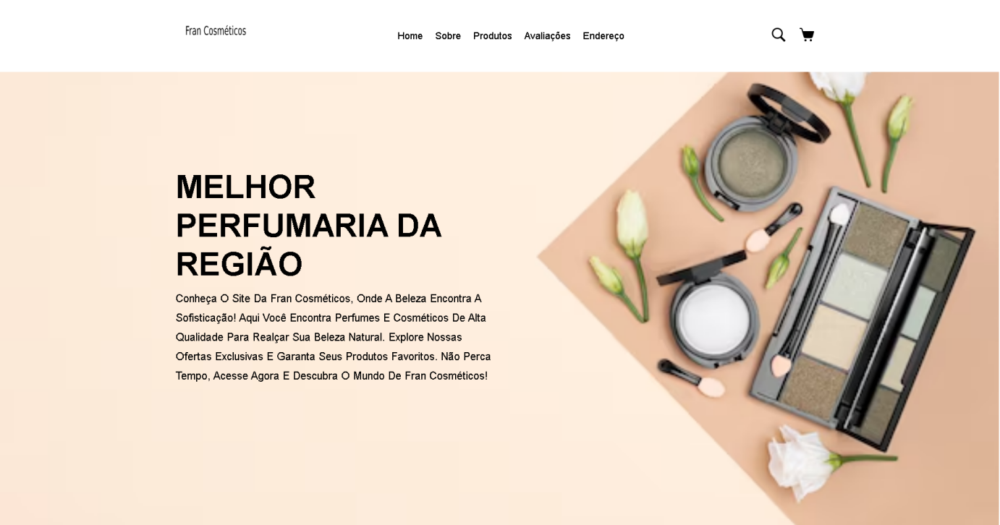 Fran Cosméticos
Home Sobre Produtos Avaliações Endereço
MELHOR
PERFUMARIA DA
REGIÃO
Conheça O Site Da Fran Cosméticos, Onde A Beleza Encontra A
Sofisticação! Aqui Você Encontra Perfumes E Cosméticos De Alta
Qualidade Para Realçar Sua Beleza Natural. Explore Nossas
Ofertas Exclusivas E Garanta Seus Produtos Favoritos. Não Perca
Tempo, Acesse Agora E Descubra O Mundo De Fran Cosméticos!